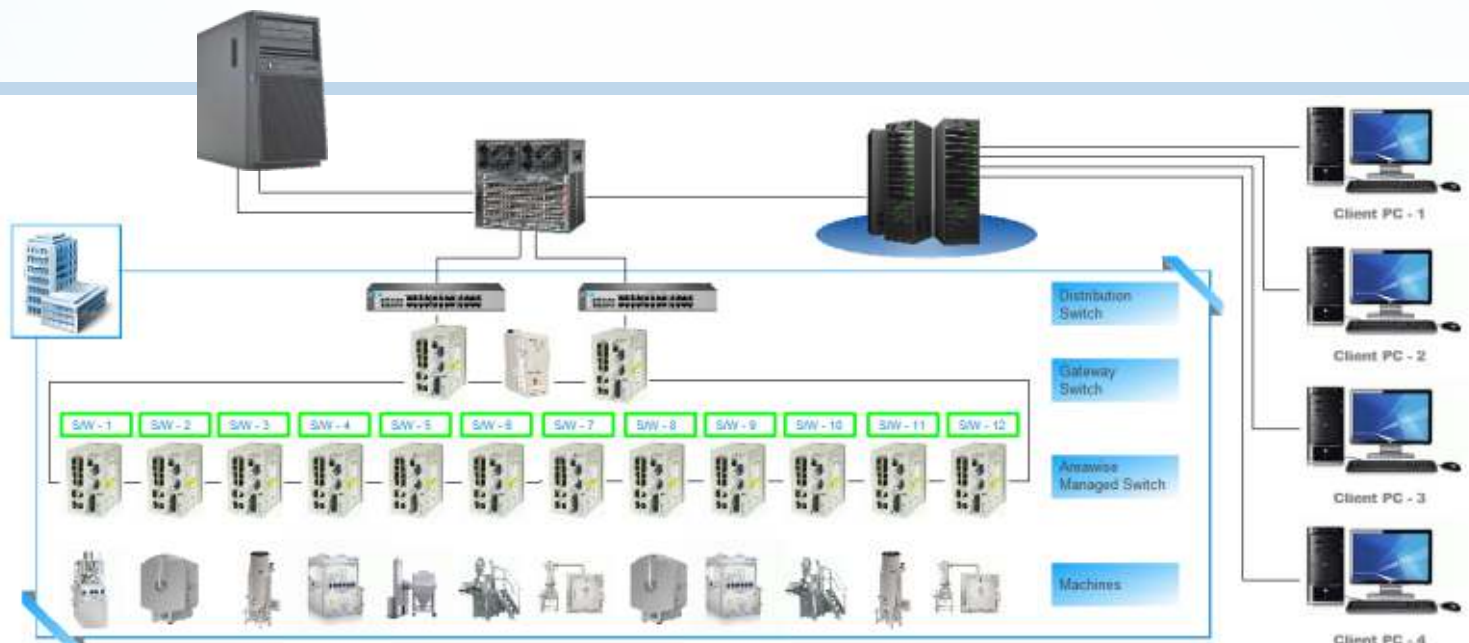 Client PC - 1
Distribution
Switch
Client PC - 2
Gateway
Switch
S/W - 1
S/W - 2
S/W - 3
S/W - 4
S/W - 5
S/W - 6
S/W - 7
S/W - 8
S/W - 9
S/W - 10
S/W - 11
S/W - 12
Areawise
Managed Switch
Client PC - 3
Machines
Client PC - 4